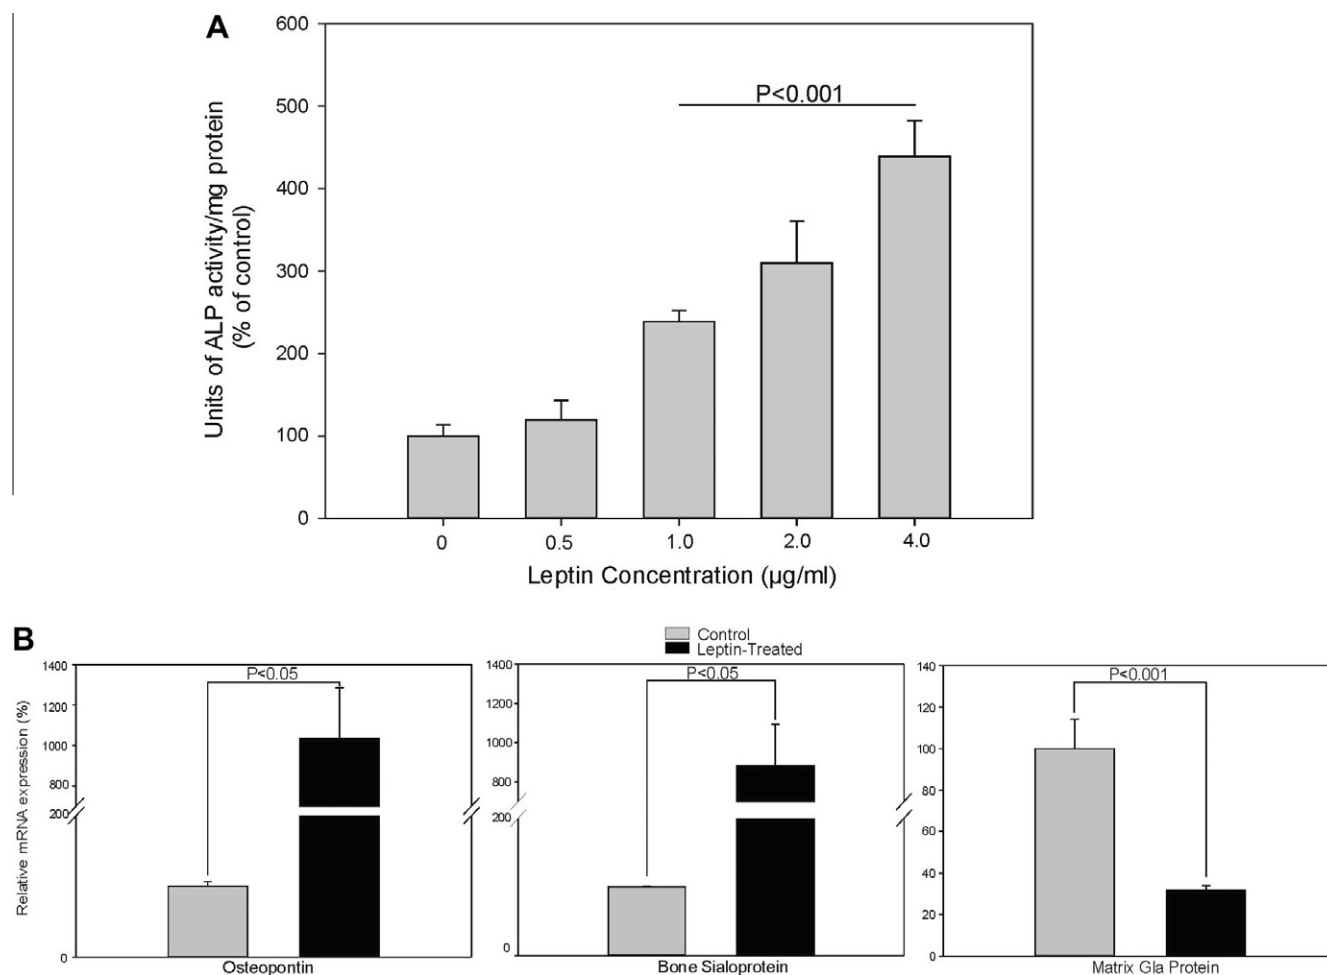 A
600
500
400
300
200
100
0
Units of ALP activity/mg protein
(% of control)
P<0.001
0 0.5 1.0 2.0 4.0
Leptin Concentration (µg/ml)
B
Control
Leptin-Treated
Relative mRNA expression (%)
1400
1200
1000
800
200
0
P<0.05
Osteopontin
1400
1200
1000
800
200
0
P<0.05
Bone Sialoprotein
140
120
100
80
60
40
20
0
P<0.001
Matrix Gla Protein